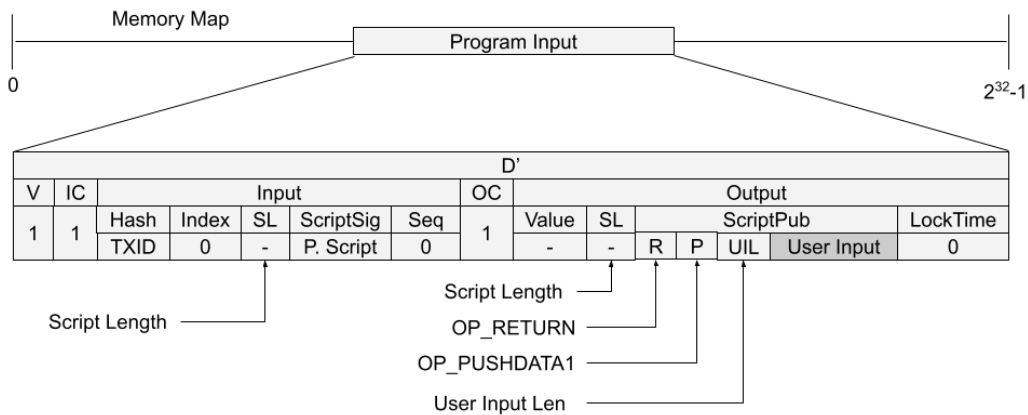 Memory Map
Program Input
0 2³²-1
D'
V IC Input OC Output
Hash Index SL ScriptSig Seq Value SL ScriptPub LockTime
1 1 1
TXID 0 - P. Script 0 - - R P UIL User Input 0
Script Length
Script Length
OP_RETURN
OP_PUSHDATA1
User Input Len